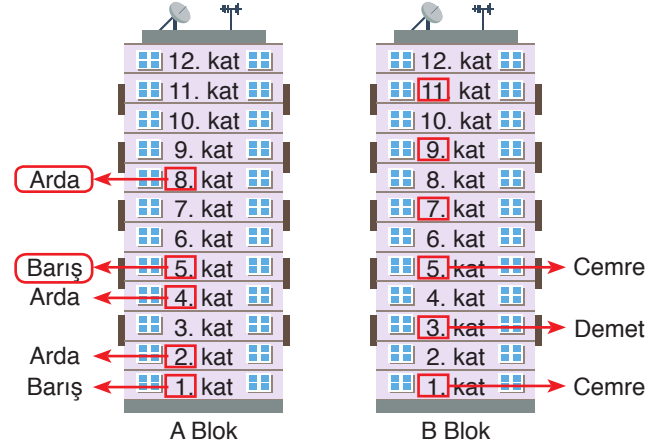 12. kat
11. kat
10. kat
9. kat
Arda 8. kat
7. kat
6. kat
Barış 5. kat
Arda 4. kat
3. kat
Arda 2. kat
Barış 1. kat
A Blok
12. kat
11. kat
10. kat
9. kat
8. kat
7. kat
6. kat
5. kat Cemre
4. kat
3. kat Demet
2. kat
1. kat Cemre
B Blok